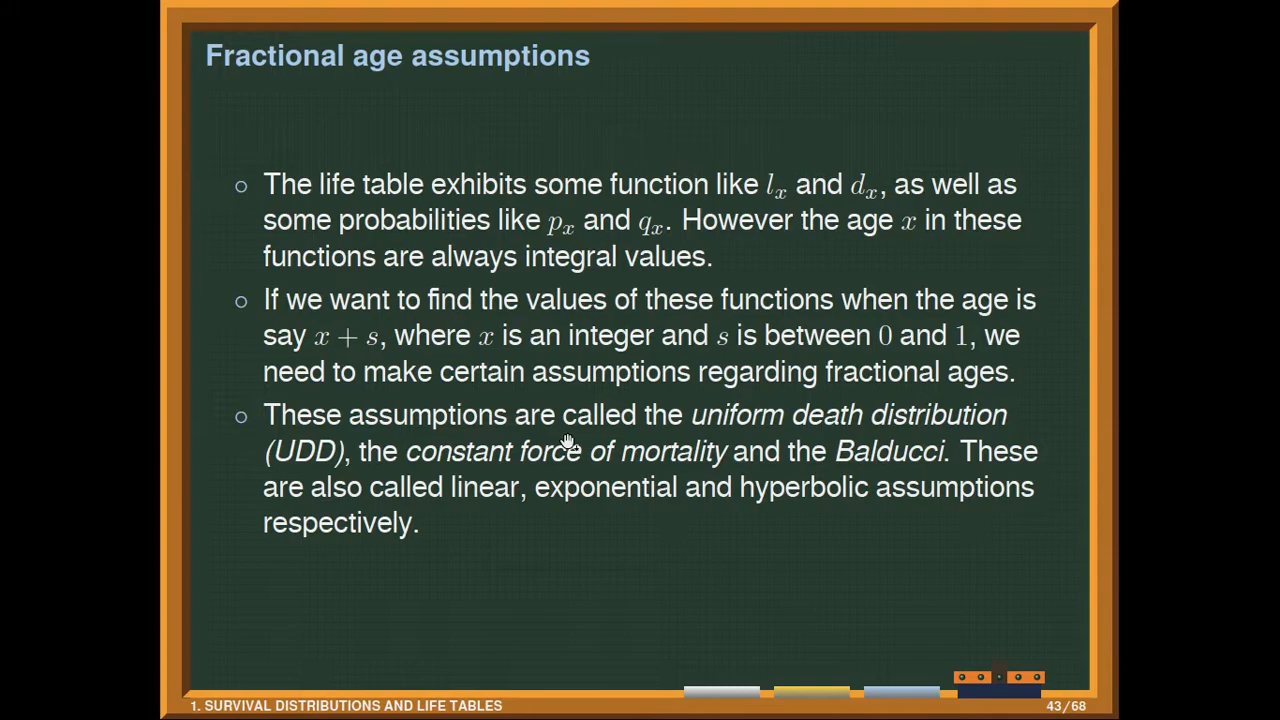 Fractional age assumptions
The life table exhibits some function like l_x and d_x, as well as
some probabilities like p_x and q_x. However the age x in these
functions are always integral values.
If we want to find the values of these functions when the age is
say x + s, where x is an integer and s is between 0 and 1, we
need to make certain assumptions regarding fractional ages.
These assumptions are called the uniform death distribution
(UDD), the constant force of mortality and the Balducci. These
are also called linear, exponential and hyperbolic assumptions
respectively.
1. SURVIVAL DISTRIBUTIONS AND LIFE TABLES 43/68